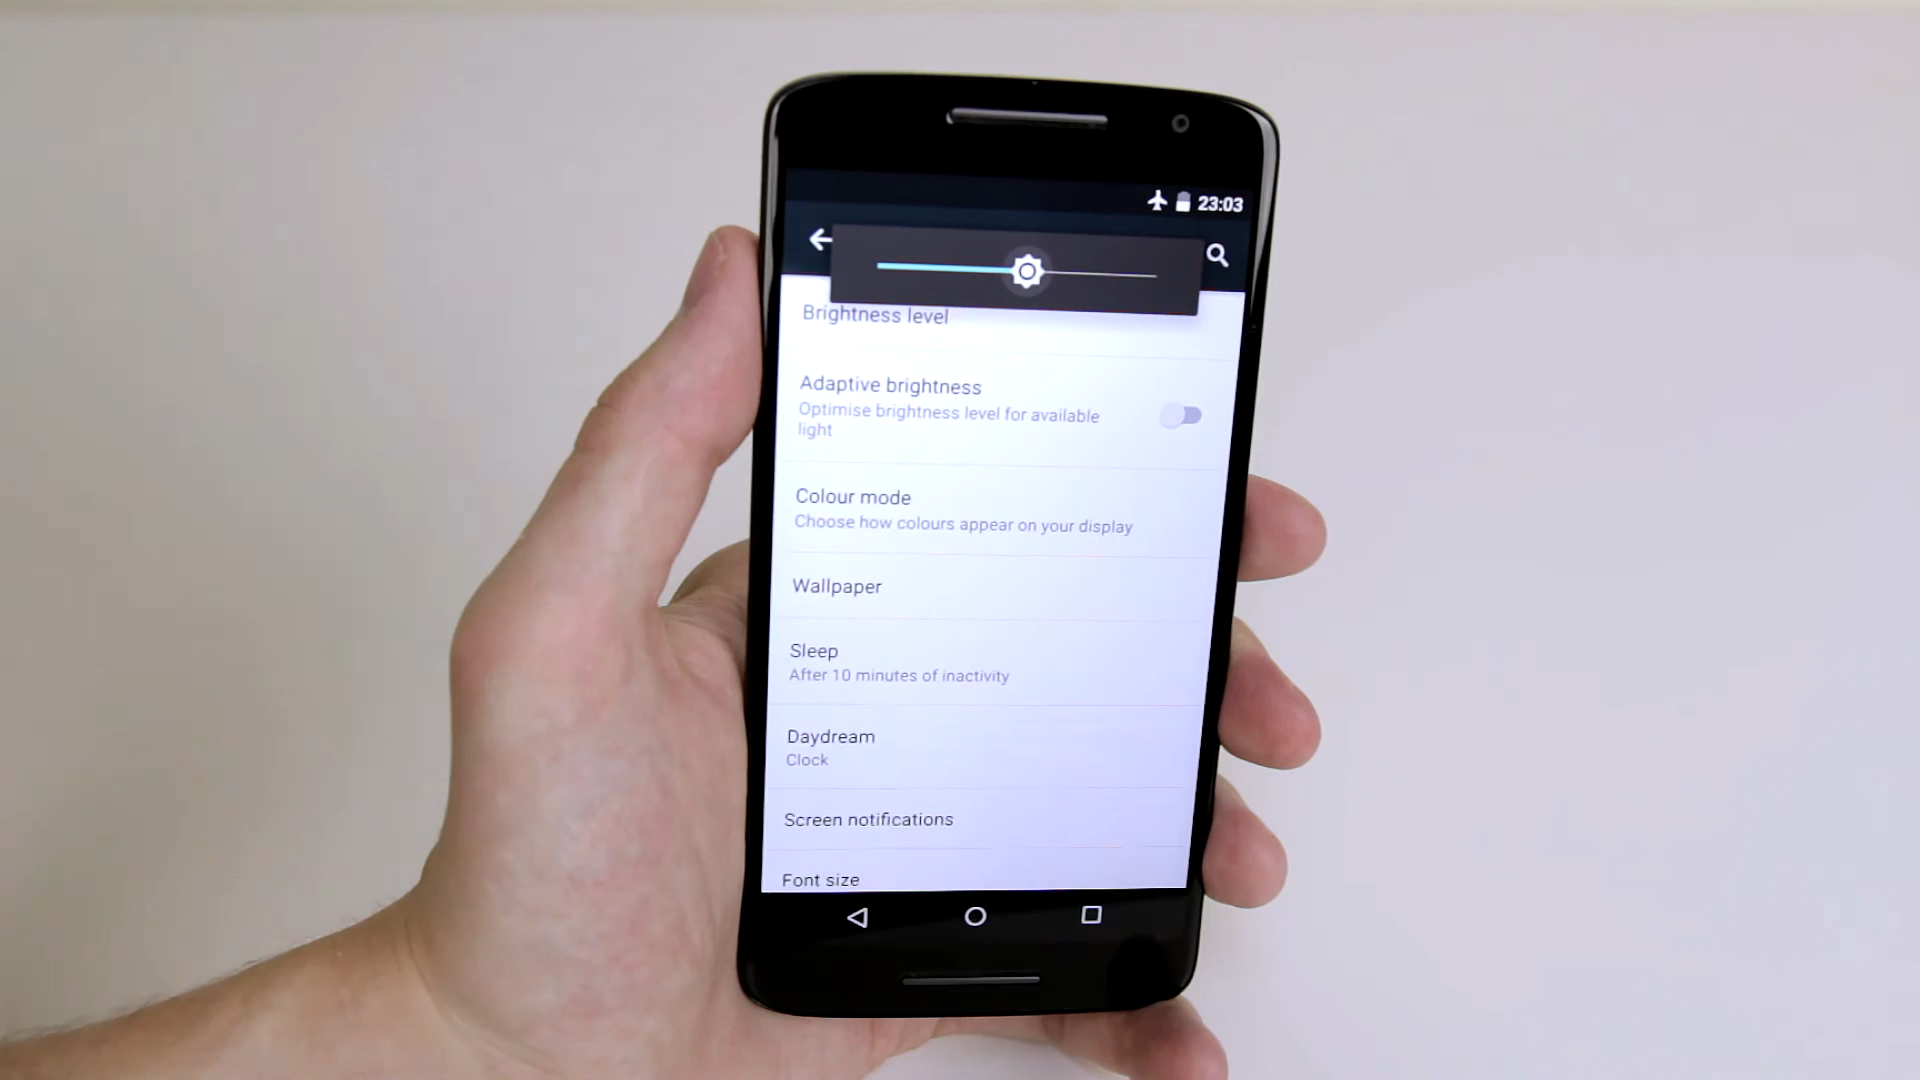 23:03
Brightness level
Adaptive brightness
Optimise brightness level for available
light
Colour mode
Choose how colours appear on your display
Wallpaper
Sleep
After 10 minutes of inactivity
Daydream
Clock
Screen notifications
Font size